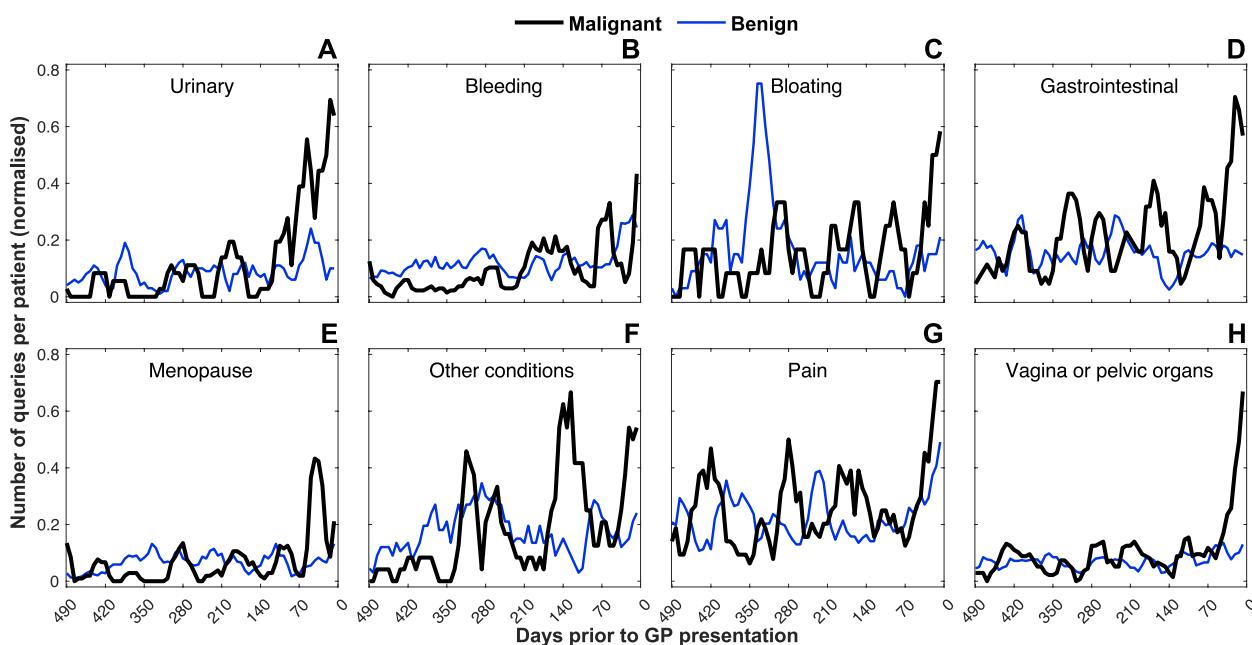 Malignant Benign
A B C D
Urinary Bleeding Bloating Gastrointestinal
0.8
0.6
0.4
0.2
0
E F G H
Menopause Other conditions Pain Vagina or pelvic organs
0.8
0.6
0.4
0.2
0
Number of queries per patient (normalised)
490 420 350 280 210 140 70 0 490 420 350 280 210 140 70 0 490 420 350 280 210 140 70 0 490 420 350 280 210 140 70 0
Days prior to GP presentation